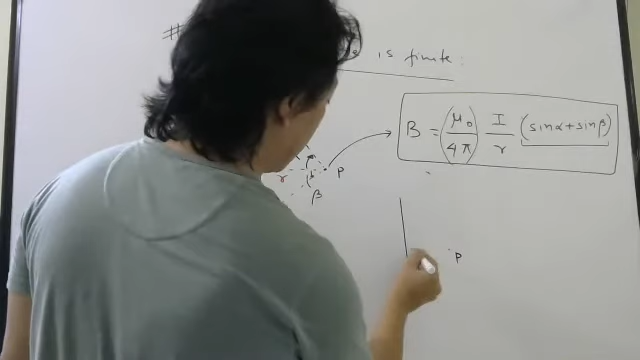 #
is finite:
B = (μ₀/4π) I/r (sinα+sinβ)
r
P
β
P